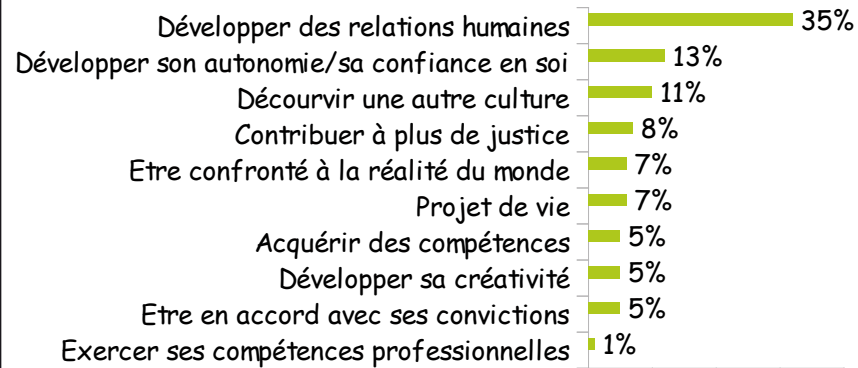 Développer des relations humaines 35%
Développer son autonomie/sa confiance en soi 13%
Décourvir une autre culture 11%
Contribuer à plus de justice 8%
Etre confronté à la réalité du monde 7%
Projet de vie 7%
Acquérir des compétences 5%
Développer sa créativité 5%
Etre en accord avec ses convictions 5%
Exercer ses compétences professionnelles 1%